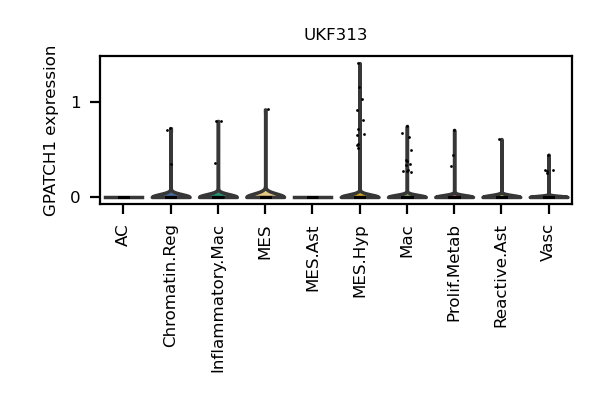 UKF313
GPATCH1 expression
1
0
AC
Chromatin.Reg
Inflammatory.Mac
MES
MES.Ast
MES.Hyp
Mac
Prolif.Metab
Reactive.Ast
Vasc